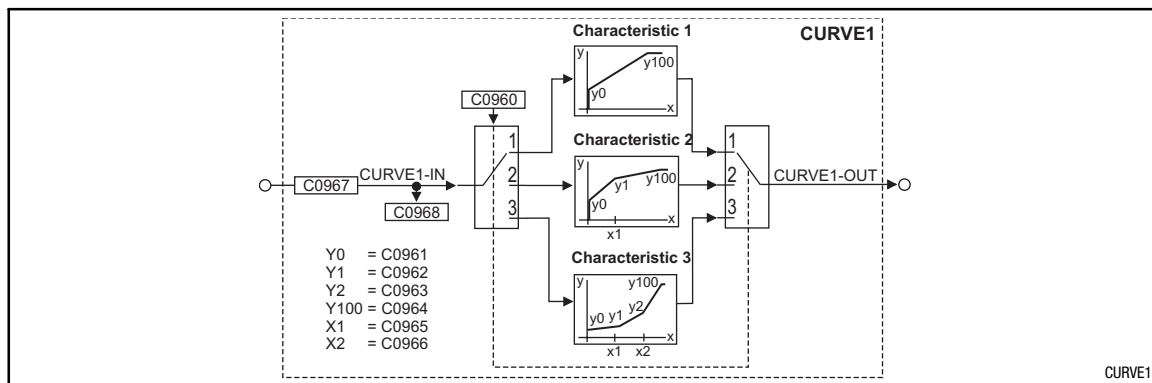 Characteristic 1
CURVE1
y
y100
y0
x
C0960
Characteristic 2
1
2
3
y
y1
y100
y0
x
x1
1
2
3
C0967
CURVE1-IN
C0968
CURVE1-OUT
Characteristic 3
y
y100
y2
y0
y1
x
x1
x2
Y0 = C0961
Y1 = C0962
Y2 = C0963
Y100 = C0964
X1 = C0965
X2 = C0966
CURVE1